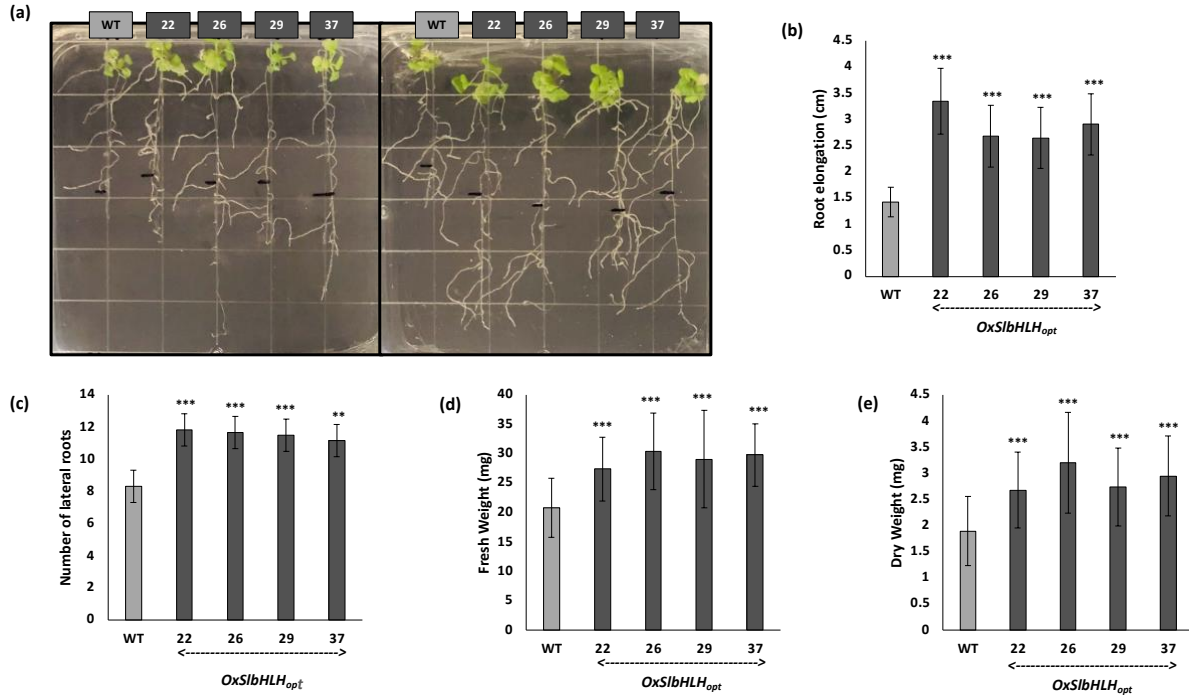 (a)
WT 22 26 29 37 WT 22 26 29 37
(b)
Root elongation (cm)
4.5
4
3.5
3
2.5
2
1.5
1
0.5
0
*** *** *** ***
WT 22 26 29 37
<------------------------------>
OxSlbHLHopt
(c)
Number of lateral roots
14
12
10
8
6
4
2
0
*** *** *** **
WT 22 26 29 37
<------------------------------>
OxSlbHLHopt
(d)
Fresh Weight (mg)
40
35
30
25
20
15
10
5
0
*** *** *** ***
WT 22 26 29 37
<------------------------------>
OxSlbHLHopt
(e)
Dry Weight (mg)
4.5
4
3.5
3
2.5
2
1.5
1
0.5
0
*** *** *** ***
WT 22 26 29 37
<------------------------------>
OxSlbHLHopt